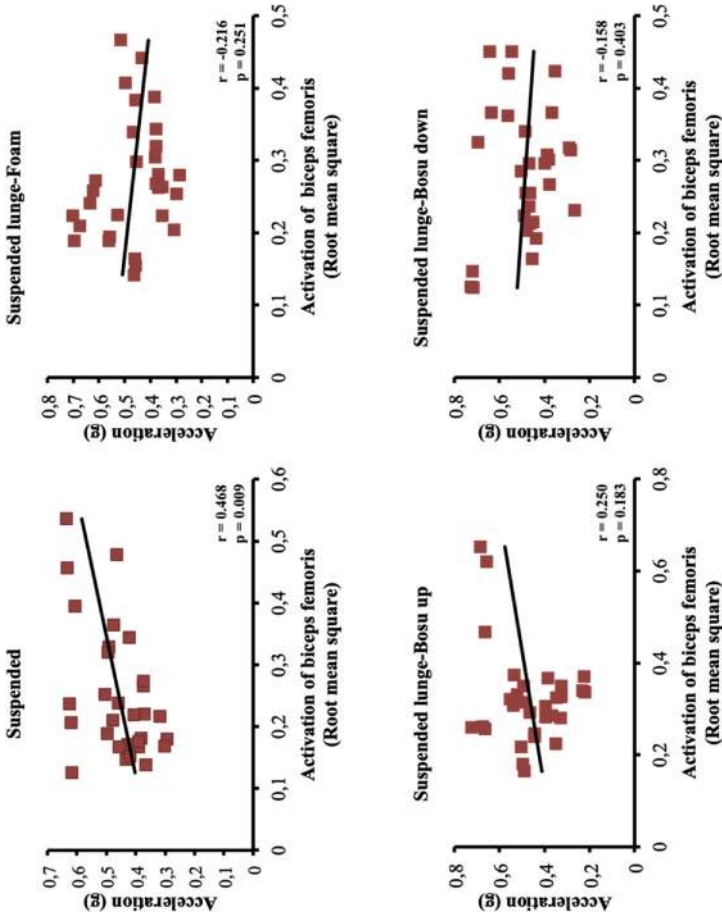 Suspended
0,7
0,6
0,5
0,4
0,3
0,2
0,1
0
Acceleration (g)
r = 0.468
p = 0.009
0
0,1
0,2
0,3
0,4
0,5
0,6
Activation of biceps femoris
(Root mean square)
Suspended lunge-Foam
0,8
0,7
0,6
0,5
0,4
0,3
0,1
0,1
0
Acceleration (g)
r = -0.216
p = 0.251
0
0,1
0,2
0,3
0,4
0,5
Activation of biceps femoris
(Root mean square)
Suspended lunge-Bosu up
0,8
0,6
0,4
0,2
0
Acceleration (g)
r = 0.250
p = 0.183
0
0,2
0,4
0,6
0,8
Activation of biceps femoris
(Root mean square)
Suspended lunge-Bosu down
0,8
0,6
0,4
0,2
0
Acceleration (g)
r = -0.158
p = 0.403
0
0,1
0,2
0,3
0,4
0,5
Activation of biceps femoris
(Root mean square)